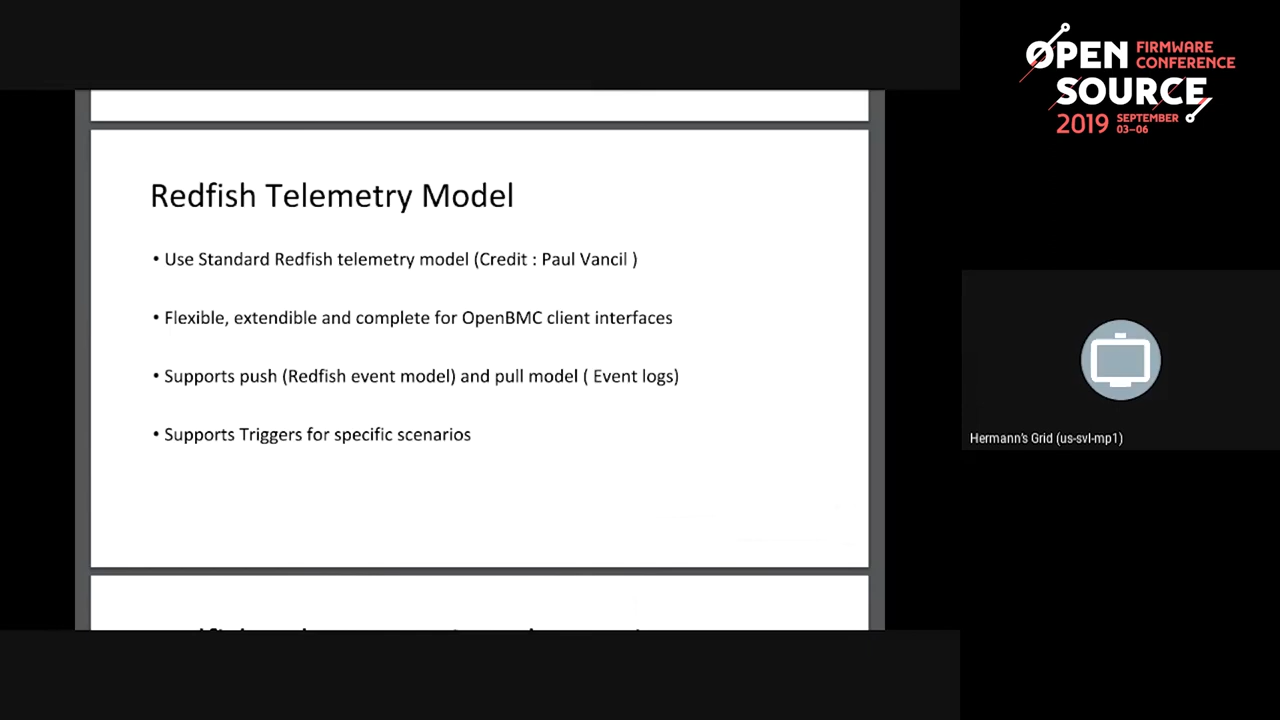 OPEN FIRMWARE
CONFERENCE
SOURCE
2019 SEPTEMBER
03–06
Redfish Telemetry Model
• Use Standard Redfish telemetry model (Credit : Paul Vancil )
• Flexible, extendible and complete for OpenBMC client interfaces
• Supports push (Redfish event model) and pull model ( Event logs)
• Supports Triggers for specific scenarios
Hermann's Grid (us-svl-mp1)